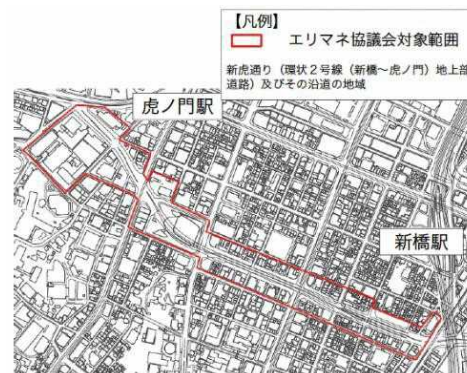 【凡例】
エリマネ協議会対象範囲
新虎通り（環状２号線（新橋～虎ノ門）地上部
道路）及びその沿道の地域
虎ノ門駅
新橋駅